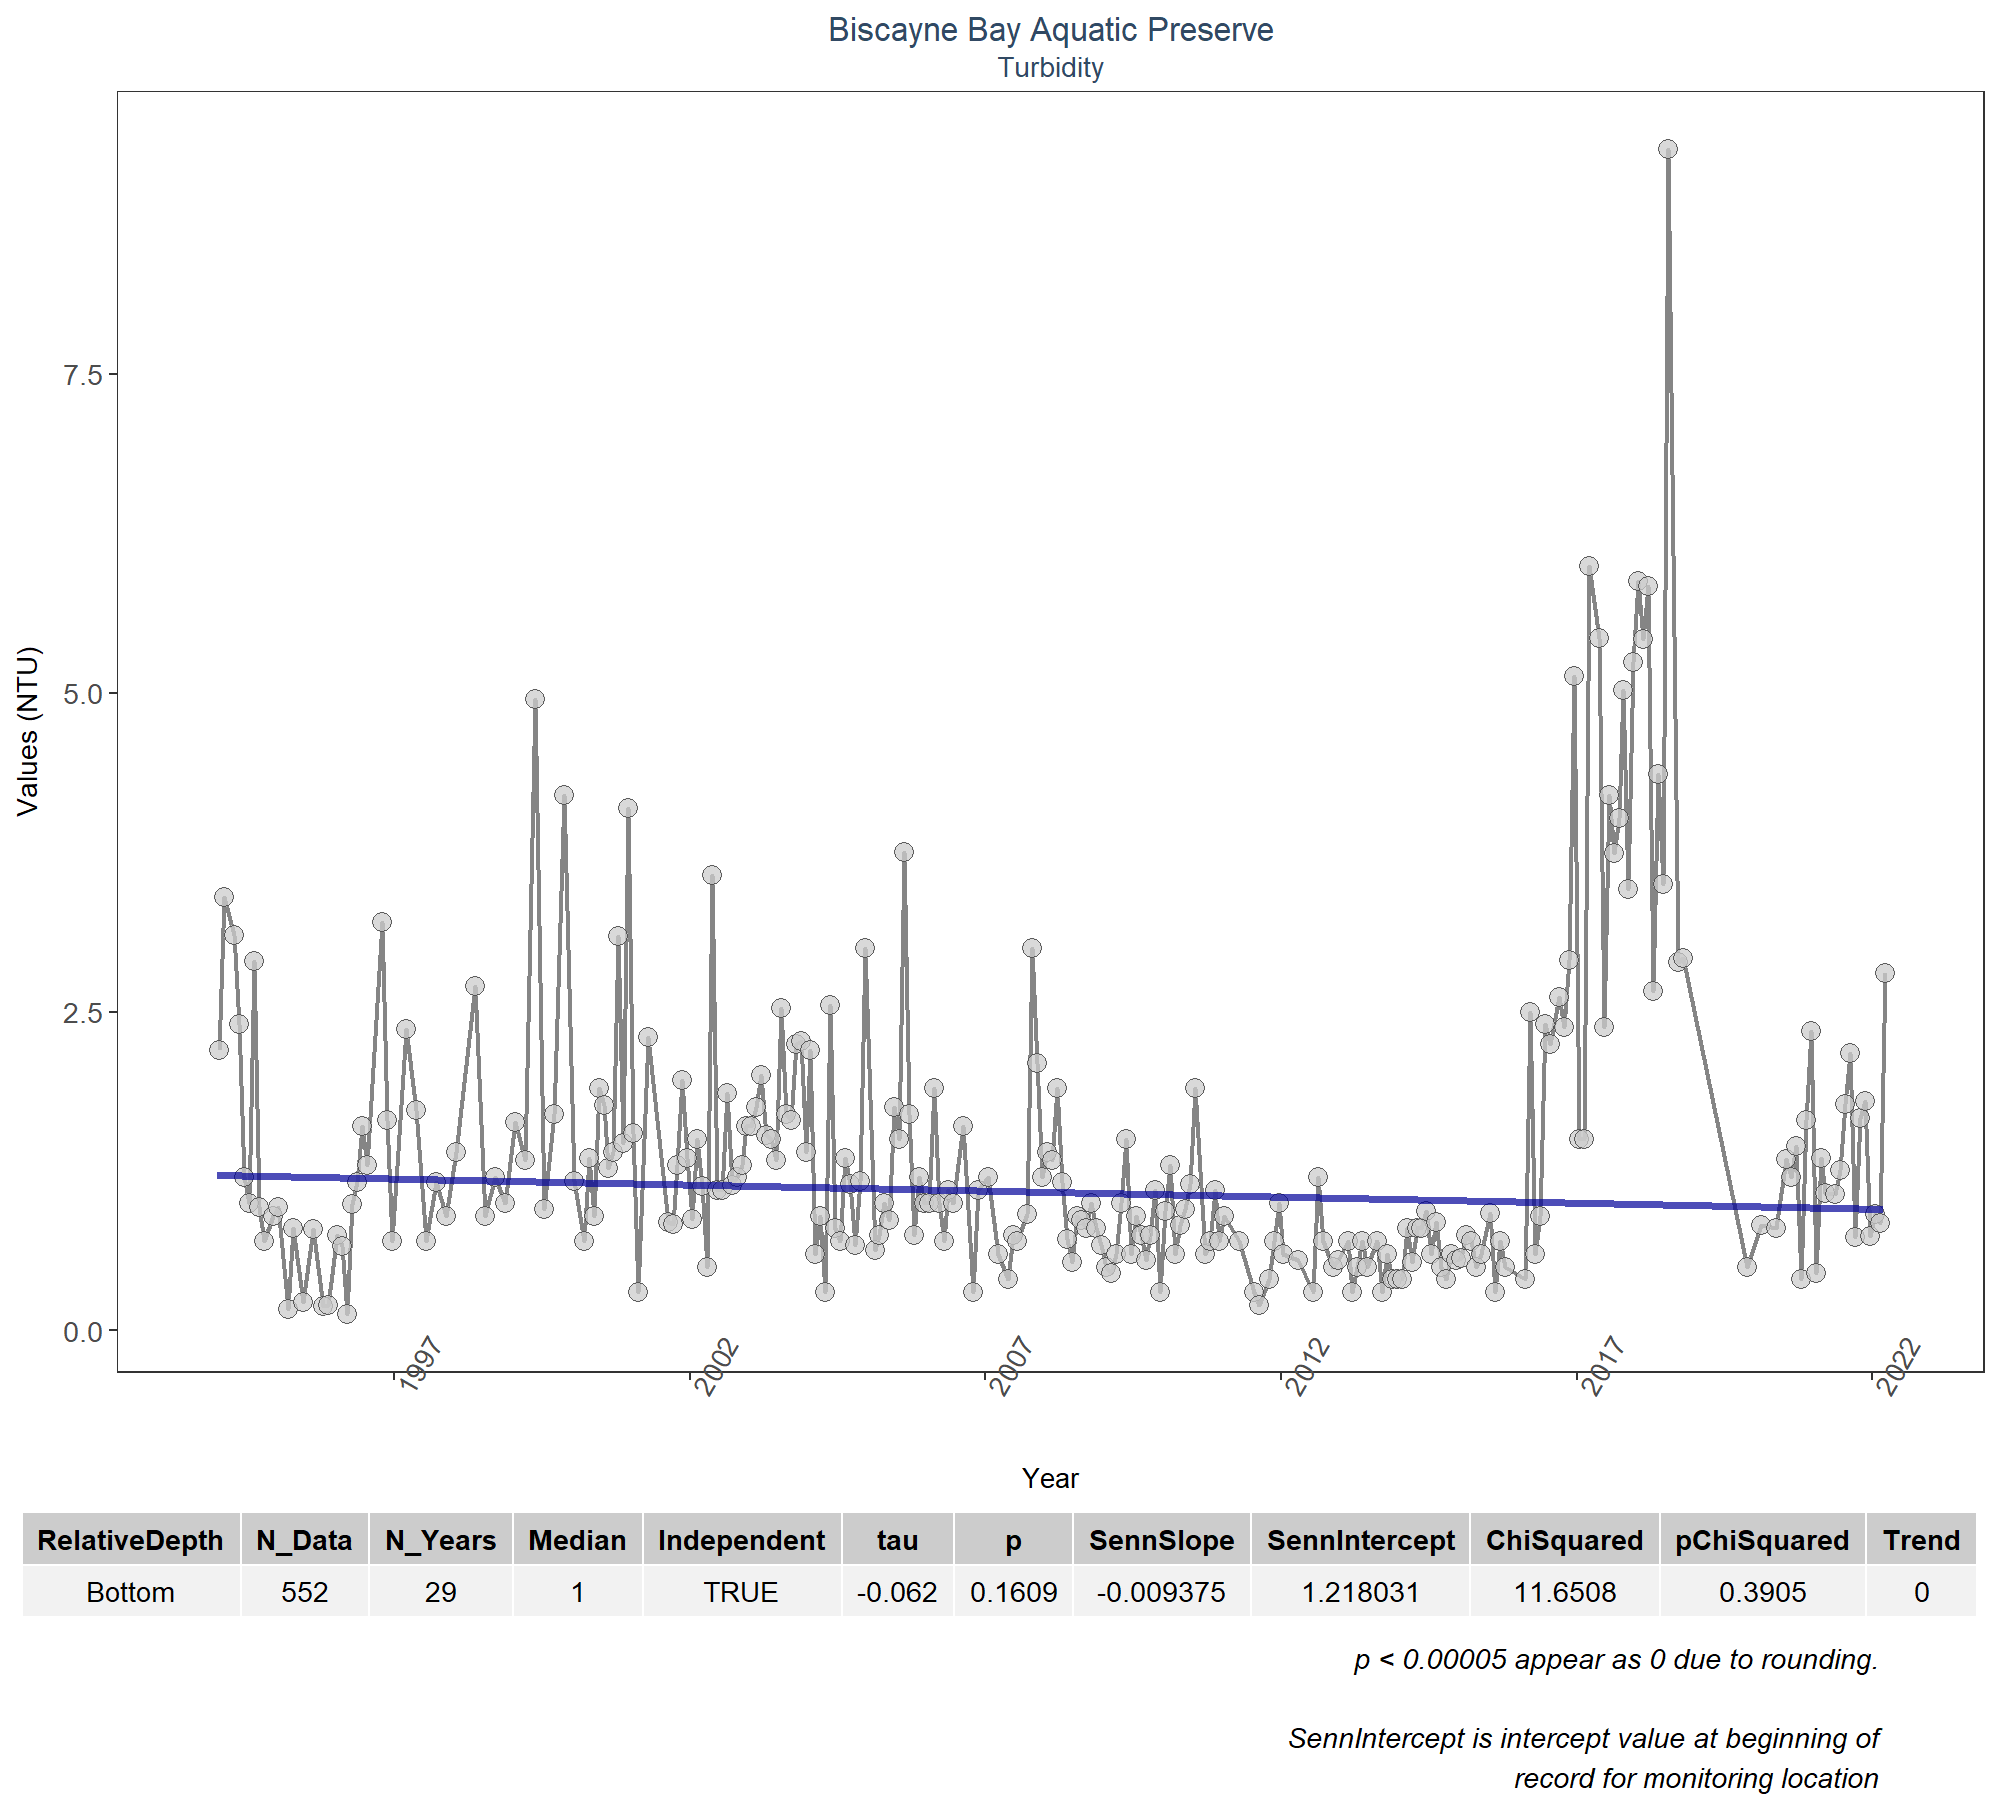 Biscayne Bay Aquatic Preserve
Turbidity
Values (NTU)
7.5
5.0
2.5
0.0
1997 2002 2007 2012 2017 2022
Year
RelativeDepth N_Data N_Years Median Independent tau p SennSlope SennIntercept ChiSquared pChiSquared Trend
Bottom 552 29 1 TRUE -0.062 0.1609 -0.009375 1.218031 11.6508 0.3905 0
p < 0.00005 appear as 0 due to rounding.
SennIntercept is intercept value at beginning of
record for monitoring location